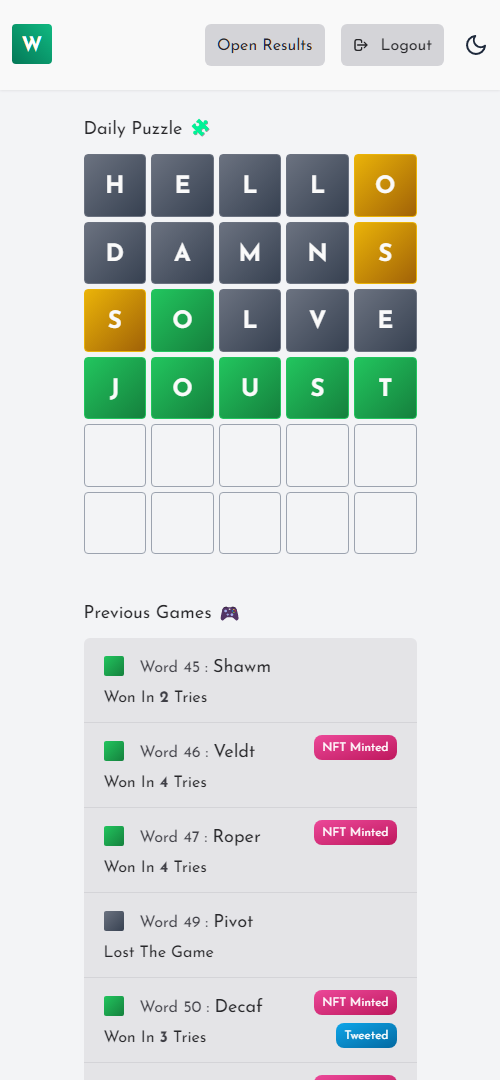 W Open Results Logout
Daily Puzzle
H E L L O
D A M N S
S O L V E
J O U S T
Previous Games
Word 45 : Shawm
Won In 2 Tries
Word 46 : Veldt NFT Minted
Won In 4 Tries
Word 47 : Roper NFT Minted
Won In 4 Tries
Word 49 : Pivot
Lost The Game
Word 50 : Decaf NFT Minted
Won In 3 Tries Tweeted